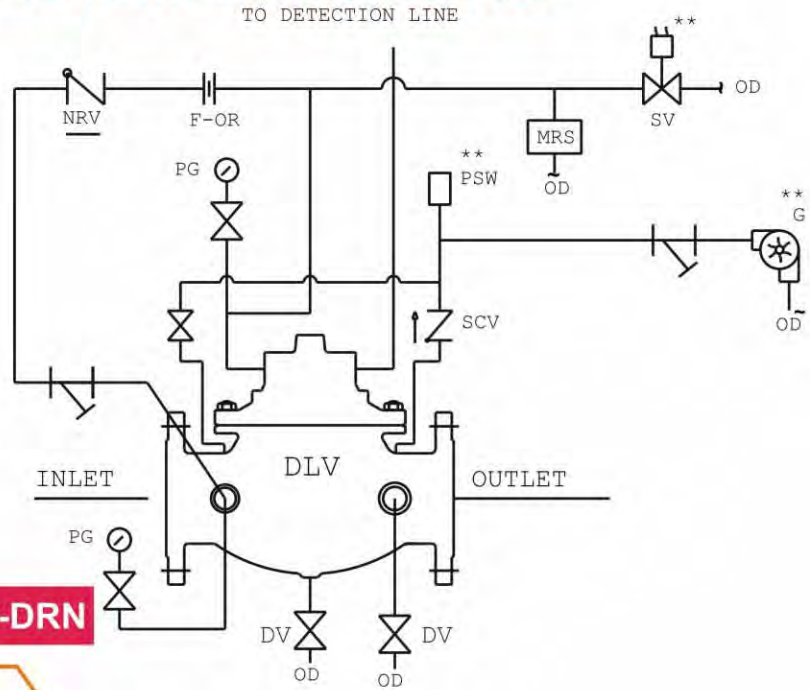 TO DETECTION LINE
**
OD
NRV
F-OR
SV
MRS
PG
**
PSW
OD
**
G
SCV
OD
DLV
INLET
OUTLET
PG
-DRN
DV
DV
OD
OD